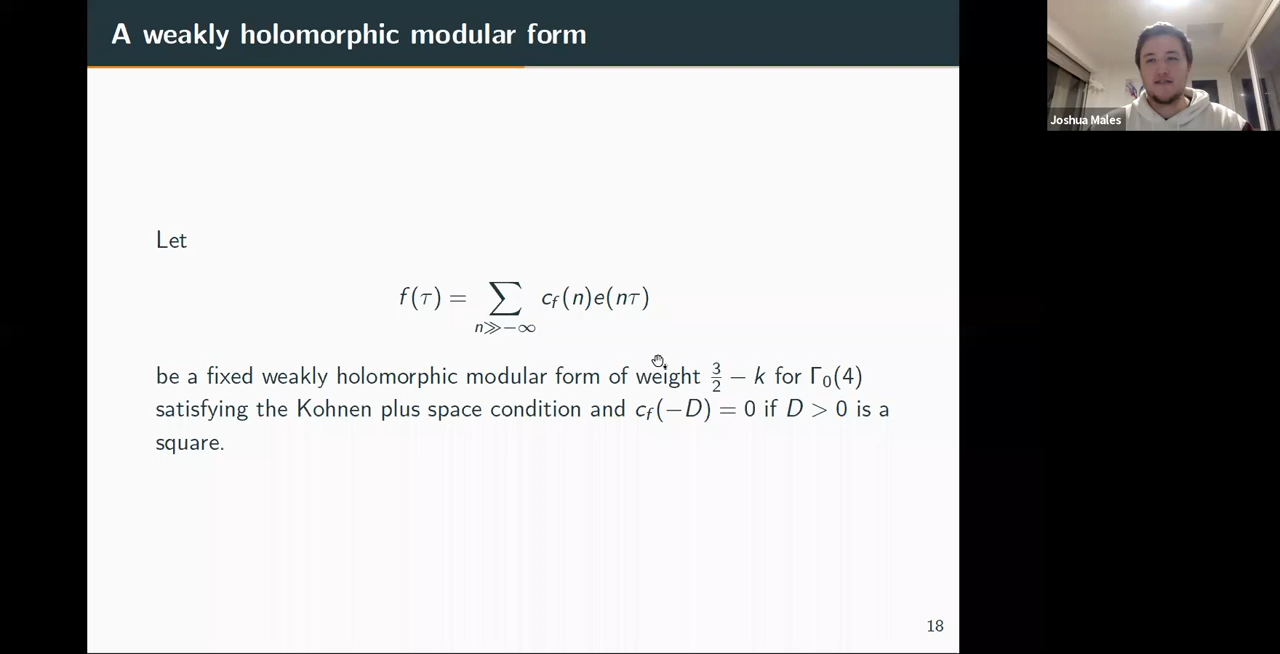 A weakly holomorphic modular form
Joshua Males
Let
f(τ) = ∑_{n≫−∞} c_f(n)e(nτ)
be a fixed weakly holomorphic modular form of weight 3/2 − k for Γ₀(4)
satisfying the Kohnen plus space condition and c_f(−D) = 0 if D > 0 is a
square.
18